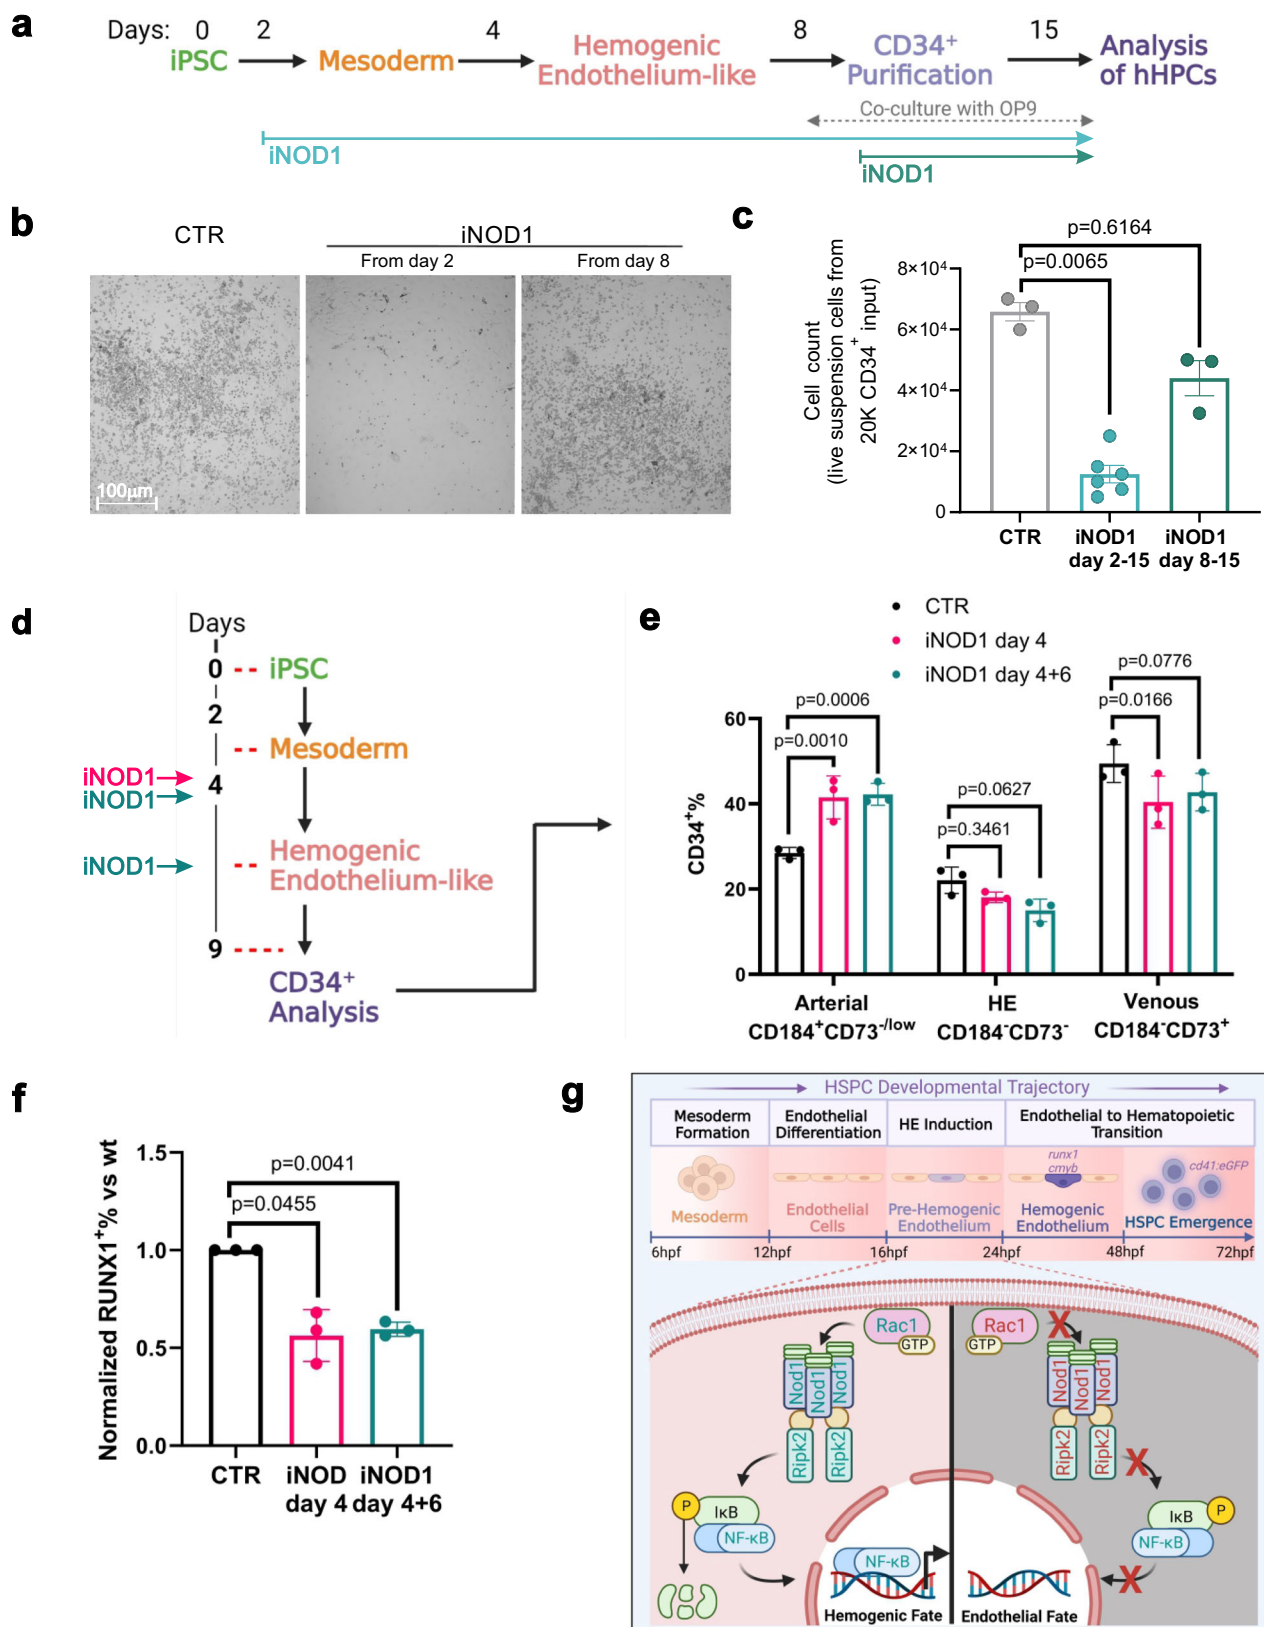 a
Days: 0 2 4 8 15
iPSC
Mesoderm
Hemogenic
Endothelium-like
CD34⁺
Purification
Analysis
of hHPCs
Co-culture with OP9
iNOD1
iNOD1
b
CTR
iNOD1
From day 2
From day 8
100µm
c
p=0.6164
p=0.0065
Cell count
(live suspension cells from
20K CD34⁺ input)
8×10⁴
6×10⁴
4×10⁴
2×10⁴
0
CTR
iNOD1
day 2-15
iNOD1
day 8-15
d
Days
0
iPSC
2
Mesoderm
iNOD1
4
iNOD1
iNOD1
Hemogenic
Endothelium-like
9
CD34⁺
Analysis
e
CTR
iNOD1 day 4
iNOD1 day 4+6
CD34⁺%
60
40
20
0
p=0.0006
p=0.0010
p=0.0627
p=0.3461
p=0.0776
p=0.0166
Arterial
CD184⁺CD73⁻/ˡᵒʷ
HE
CD184⁻CD73⁻
Venous
CD184⁻CD73⁺
f
Normalized RUNX1⁺% vs wt
1.5
1.0
0.5
0.0
p=0.0041
p=0.0455
CTR
iNOD
day 4
iNOD1
day 4+6
g
HSPC Developmental Trajectory
Mesoderm
Formation
Endothelial
Differentiation
HE Induction
Endothelial to Hematopoietic
Transition
runx1
cmyb
cd41:eGFP
Mesoderm
Endothelial
Cells
Pre-Hemogenic
Endothelium
Hemogenic
Endothelium
HSPC Emergence
6hpf
12hpf
16hpf
24hpf
48hpf
72hpf
Rac1
GTP
Nod1
Nod1
Nod1
Ripk2
Ripk2
P
IκB
NF-κB
NF-κB
Hemogenic Fate
Rac1
GTP
X
Nod1
Nod1
Nod1
Ripk2
Ripk2
X
IκB
P
NF-κB
X
Endothelial Fate